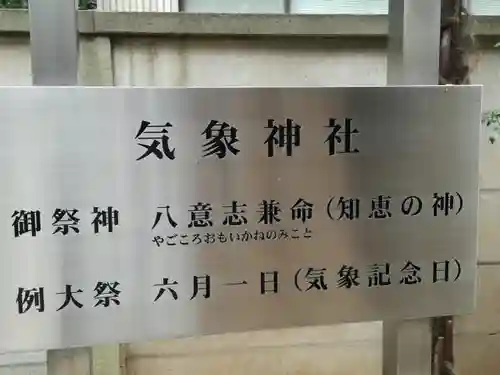 気象神社
御祭神 八意志兼命(知恵の神)
やごころおもいかねのみこと
例大祭 六月一日(気象記念日)